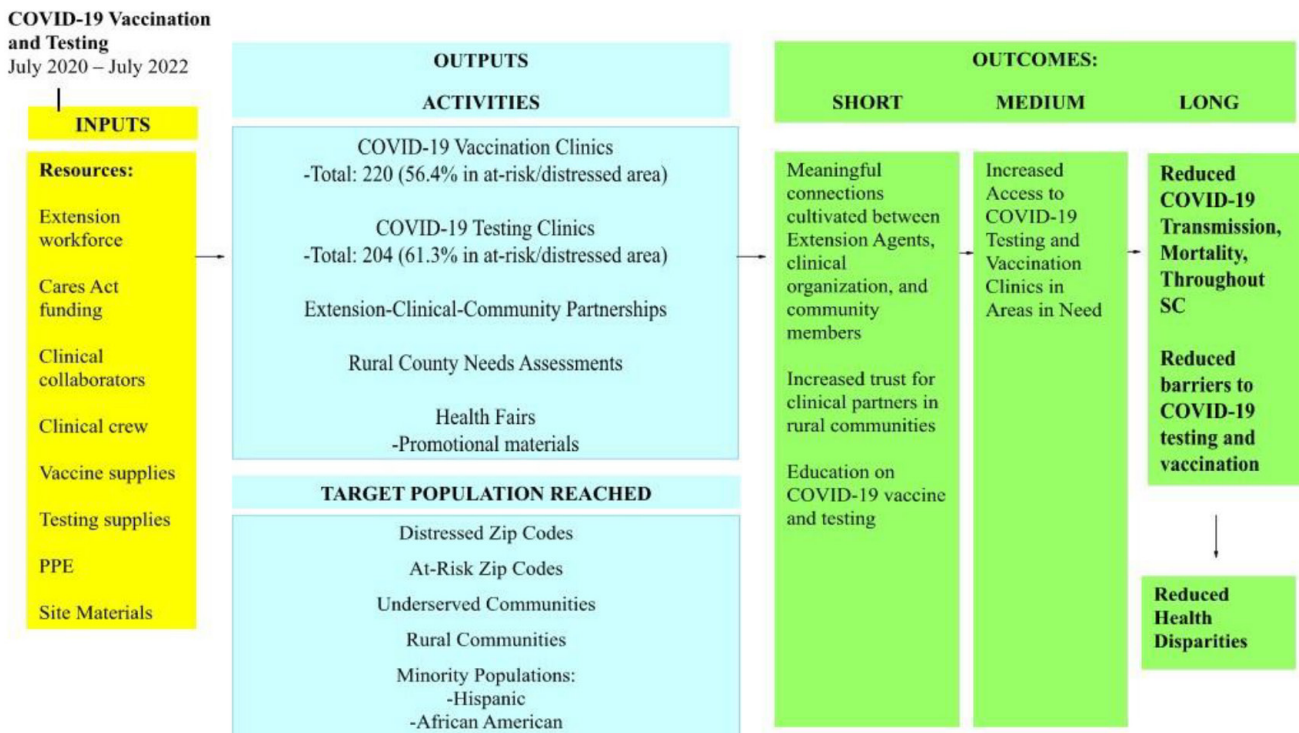 COVID-19 Vaccination
and Testing
July 2020 – July 2022
INPUTS
Resources:
Extension
workforce
Cares Act
funding
Clinical
collaborators
Clinical crew
Vaccine supplies
Testing supplies
PPE
Site Materials
OUTPUTS
ACTIVITIES
COVID-19 Vaccination Clinics
-Total: 220 (56.4% in at-risk/distressed area)
COVID-19 Testing Clinics
-Total: 204 (61.3% in at-risk/distressed area)
Extension-Clinical-Community Partnerships
Rural County Needs Assessments
Health Fairs
-Promotional materials
TARGET POPULATION REACHED
Distressed Zip Codes
At-Risk Zip Codes
Underserved Communities
Rural Communities
Minority Populations:
-Hispanic
-African American
OUTCOMES:
SHORT
MEDIUM
LONG
Meaningful
connections
cultivated between
Extension Agents,
clinical
organization, and
community
members
Increased trust for
clinical partners in
rural communities
Education on
COVID-19 vaccine
and testing
Increased
Access to
COVID-19
Testing and
Vaccination
Clinics in
Areas in Need
Reduced
COVID-19
Transmission,
Mortality,
Throughout
SC
Reduced
barriers to
COVID-19
testing and
vaccination
Reduced
Health
Disparities